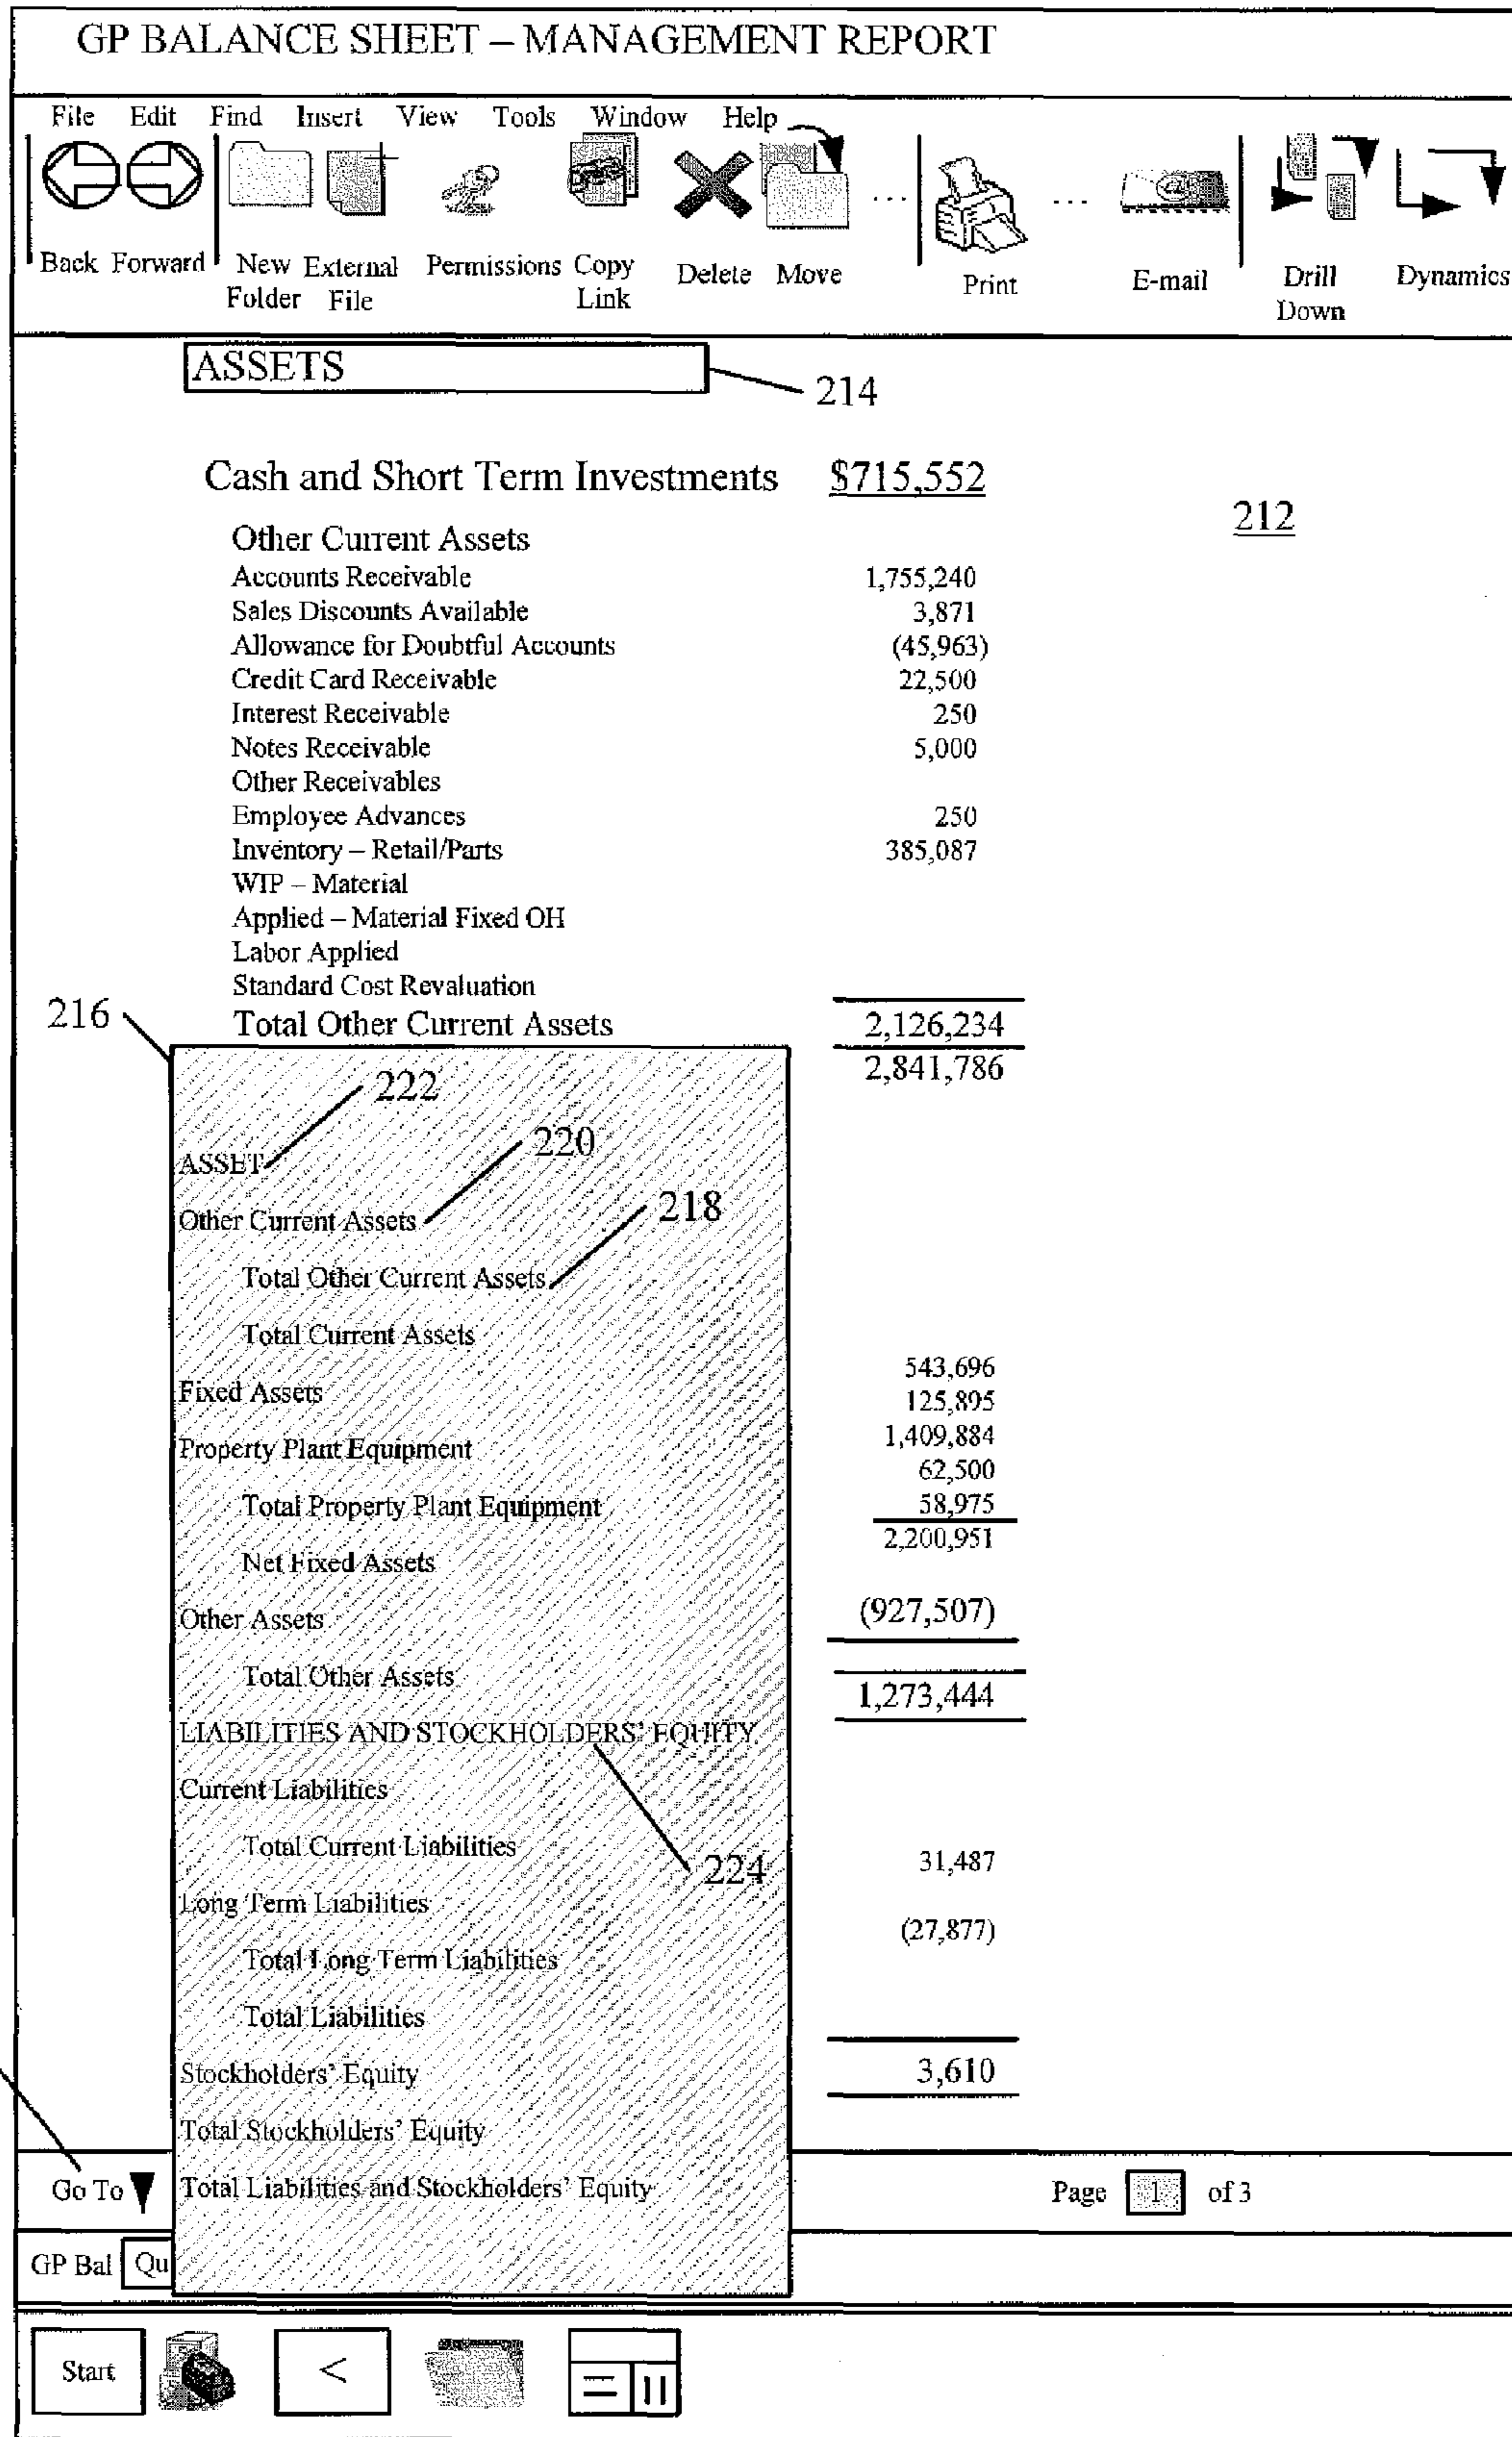 GP BALANCE SHEET – MANAGEMENT REPORT
File Edit Find Insert View Tools Window Help
Back Forward New Folder External File Permissions Copy Link Delete Move ... Print ... E-mail Drill Down Dynamics
ASSETS
214
Cash and Short Term Investments $715,552
212
Other Current Assets
Accounts Receivable 1,755,240
Sales Discounts Available 3,871
Allowance for Doubtful Accounts (45,963)
Credit Card Receivable 22,500
Interest Receivable 250
Notes Receivable 5,000
Other Receivables
Employee Advances 250
Inventory – Retail/Parts 385,087
WIP – Material
Applied – Material Fixed OH
Labor Applied
Standard Cost Revaluation
216
Total Other Current Assets 2,126,234
2,841,786
222
220
ASSET
218
Other Current Assets
Total Other Current Assets
Total Current Assets
543,696
Fixed Assets 125,895
1,409,884
Property Plant Equipment
62,500
Total Property Plant Equipment 58,975
2,200,951
Net Fixed Assets
Other Assets (927,507)
Total Other Assets
1,273,444
LIABILITIES AND STOCKHOLDERS' EQUITY
Current Liabilities
Total Current Liabilities
224 31,487
Long Term Liabilities
(27,877)
Total Long Term Liabilities
Total Liabilities
Stockholders' Equity 3,610
Total Stockholders' Equity
Go To Total Liabilities and Stockholders' Equity Page 1 of 3
GP Bal Qu
Start <